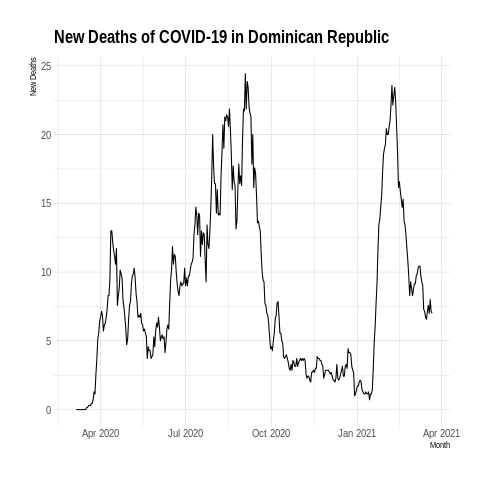 New Deaths of COVID-19 in Dominican Republic
New Deaths
25
20
15
10
5
0
Apr 2020
Jul 2020
Oct 2020
Jan 2021
Apr 2021
Month